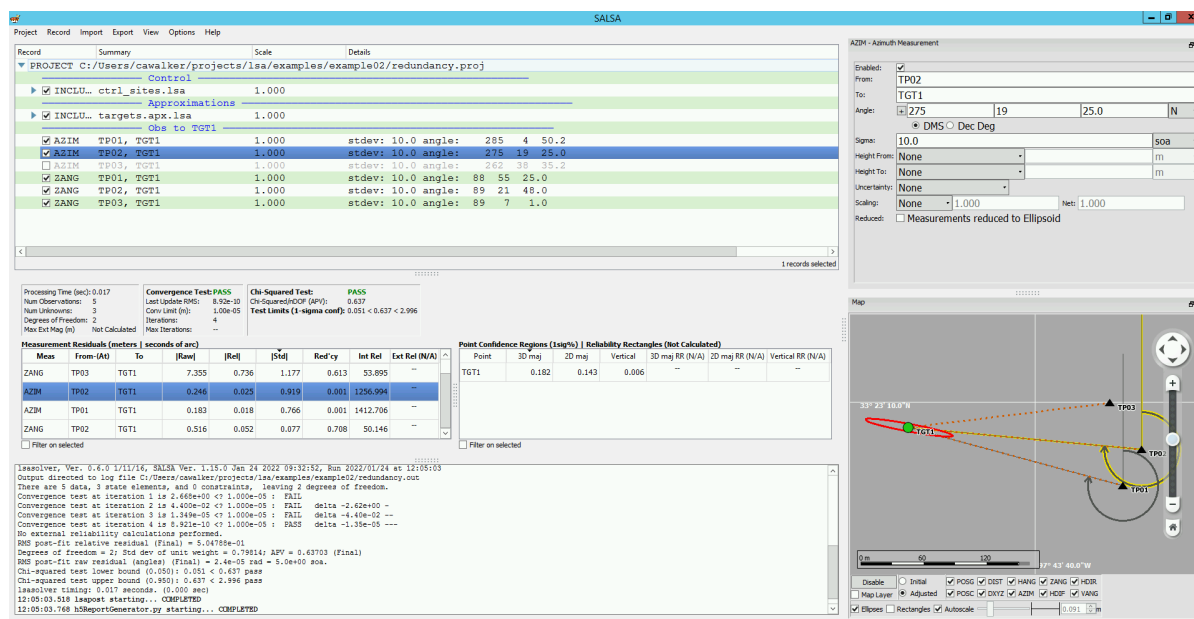 SALSA
Project Record Import Export View Options Help
Record Summary Scale Details
PROJECT C:/Users/cawalker/projects/lsa/examples/example02/redundancy.proj
Control
INCLU... ctrl_sites.lsa 1.000
Approximations
INCLU... targets.apx.lsa 1.000
Obs to TGT1
AZIM TP01, TGT1 1.000 stdev: 10.0 angle: 285 4 50.2
AZIM TP02, TGT1 1.000 stdev: 10.0 angle: 275 19 25.0
AZIM TP03, TGT1 1.000 stdev: 10.0 angle: 262 38 35.2
ZANG TP01, TGT1 1.000 stdev: 10.0 angle: 88 55 25.0
ZANG TP02, TGT1 1.000 stdev: 10.0 angle: 89 21 48.0
ZANG TP03, TGT1 1.000 stdev: 10.0 angle: 89 7 1.0
1 records selected
AZIM - Azimuth Measurement
Enabled:
From: TP02
To: TGT1
Angle: + 275 19 25.0 N
DMS Dec Deg
Sigma: 10.0 soa
Height From: None m
Height To: None m
Uncertainty: None
Scaling: None 1.000 Net: 1.000
Reduced: Measurements reduced to Ellipsoid
Processing Time (sec): 0.017 Convergence Test: PASS Chi-Squared Test: PASS
Num Observations: 5 Last Update RMS: 8.92e-10 Chi-Squared/nDOF (APV): 0.637
Num Unknowns: 3 Conv Limit (m): 1.00e-05 Test Limits (1-sigma conf): 0.051 < 0.637 < 2.996
Degrees of Freedom: 2 Iterations: 4
Max Ext Mag (m) Not Calculated Max Iterations: --
Measurement Residuals (meters | seconds of arc)
Meas From-(At) To |Raw| |Rel| |Std| Red'cy Int Rel Ext Rel (N/A)
ZANG TP03 TGT1 7.355 0.736 1.177 0.613 53.895 --
AZIM TP02 TGT1 0.246 0.025 0.919 0.001 1256.994 --
AZIM TP01 TGT1 0.183 0.018 0.766 0.001 1412.706 --
ZANG TP02 TGT1 0.516 0.052 0.077 0.708 50.146 --
Filter on selected
Point Confidence Regions (1sig%) | Reliability Rectangles (Not Calculated)
Point 3D maj 2D maj Vertical 3D maj RR (N/A) 2D maj RR (N/A) Vertical RR (N/A)
TGT1 0.182 0.143 0.006 -- -- --
Filter on selected
lsasolver, Ver. 0.6.0 1/11/16, SALSA Ver. 1.15.0 Jan 24 2022 09:32:52, Run 2022/01/24 at 12:05:03
Output directed to log file C:/Users/cawalker/projects/lsa/examples/example02/redundancy.out
There are 5 data, 3 state elements, and 0 constraints, leaving 2 degrees of freedom.
Convergence test at iteration 1 is 2.668e+00 <? 1.000e-05 : FAIL
Convergence test at iteration 2 is 4.400e-02 <? 1.000e-05 : FAIL delta -2.62e+00 -
Convergence test at iteration 3 is 1.349e-05 <? 1.000e-05 : FAIL delta -4.40e-02 --
Convergence test at iteration 4 is 8.921e-10 <? 1.000e-05 : PASS delta -1.35e-05 ---
No external reliability calculations performed.
RMS post-fit relative residual (Final) = 5.04788e-01
Degrees of freedom = 2; Std dev of unit weight = 0.79814; APV = 0.63703 (Final)
RMS post-fit raw residual (angles) (Final) = 2.4e-05 rad = 5.0e+00 soa.
Chi-squared test lower bound (0.050): 0.051 < 0.637 pass
Chi-squared test upper bound (0.950): 0.637 < 2.996 pass
lsasolver timing: 0.017 seconds. (0.000 sec)
12:05:03.518 lsapost starting... COMPLETED
12:05:03.768 h5ReportGenerator.py starting... COMPLETED
Map
33° 23' 10.0"N
TP03
TGT1
TP02
TP01
0 m 60 120
97° 43' 40.0"W
Disable Initial POSG DIST HANG ZANG HDIR
Map Layer Adjusted POSC DXYZ AZIM HDIF VANG
Ellipses Rectangles Autoscale 0.091 m